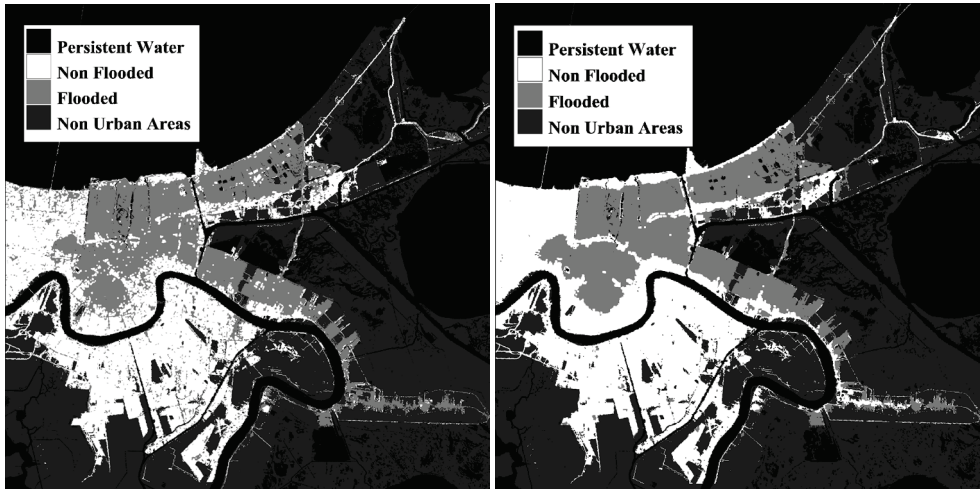 Persistent Water
Non Flooded
Flooded
Non Urban Areas
Persistent Water
Non Flooded
Flooded
Non Urban Areas